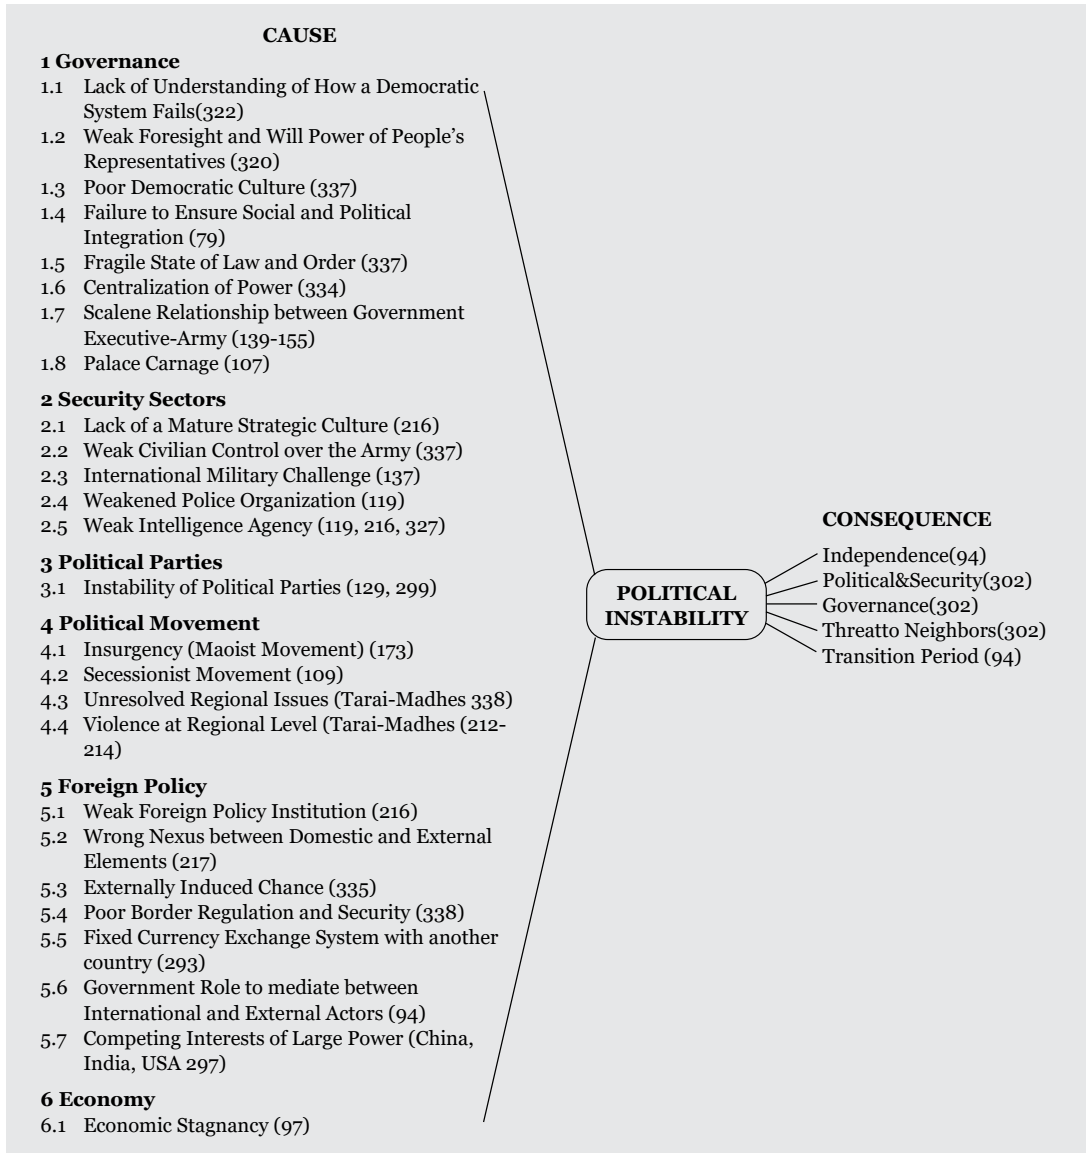 CAUSE
1 Governance
1.1 Lack of Understanding of How a Democratic
System Fails(322)
1.2 Weak Foresight and Will Power of People's
Representatives (320)
1.3 Poor Democratic Culture (337)
1.4 Failure to Ensure Social and Political
Integration (79)
1.5 Fragile State of Law and Order (337)
1.6 Centralization of Power (334)
1.7 Scalene Relationship between Government
Executive-Army (139-155)
1.8 Palace Carnage (107)
2 Security Sectors
2.1 Lack of a Mature Strategic Culture (216)
2.2 Weak Civilian Control over the Army (337)
2.3 International Military Challenge (137)
2.4 Weakened Police Organization (119)
2.5 Weak Intelligence Agency (119, 216, 327)
3 Political Parties
3.1 Instability of Political Parties (129, 299)
4 Political Movement
4.1 Insurgency (Maoist Movement) (173)
4.2 Secessionist Movement (109)
4.3 Unresolved Regional Issues (Tarai-Madhes 338)
4.4 Violence at Regional Level (Tarai-Madhes (212-
214)
5 Foreign Policy
5.1 Weak Foreign Policy Institution (216)
5.2 Wrong Nexus between Domestic and External
Elements (217)
5.3 Externally Induced Chance (335)
5.4 Poor Border Regulation and Security (338)
5.5 Fixed Currency Exchange System with another
country (293)
5.6 Government Role to mediate between
International and External Actors (94)
5.7 Competing Interests of Large Power (China,
India, USA 297)
6 Economy
6.1 Economic Stagnancy (97)
POLITICAL
INSTABILITY
CONSEQUENCE
Independence(94)
Political&Security(302)
Governance(302)
Threatto Neighbors(302)
Transition Period (94)